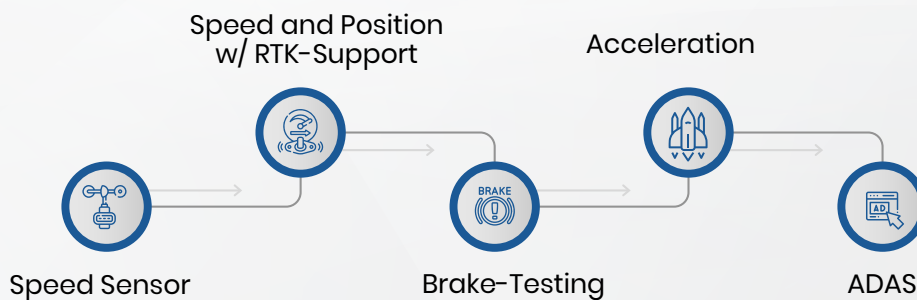 Speed and Position
w/ RTK-Support
Acceleration
BRAKE
AD
Speed Sensor
Brake-Testing
ADAS